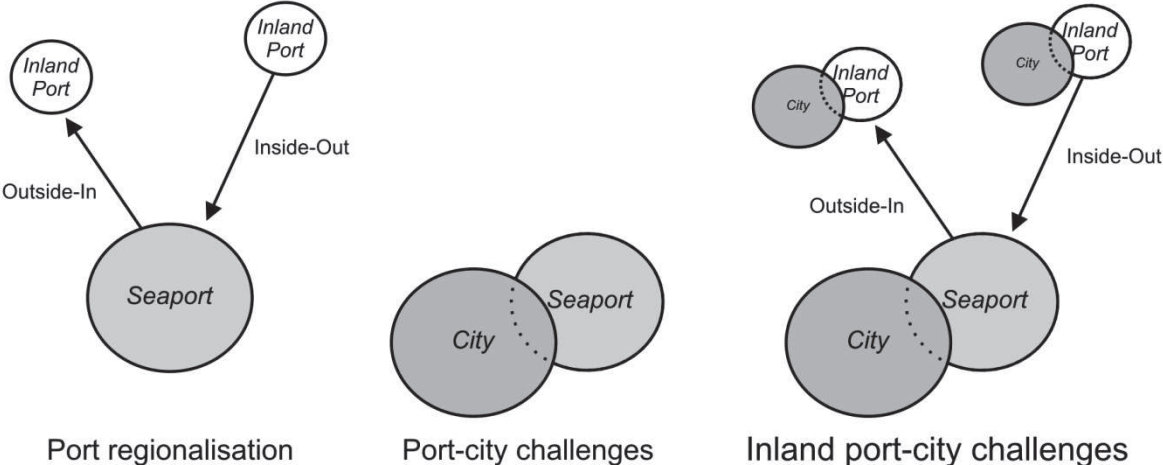 Inland
Port
Inland
Port
Inside-Out
Outside-In
Seaport
Port regionalisation
Seaport
City
Port-city challenges
City
Inland
Port
City
Inland
Port
Inside-Out
Outside-In
Seaport
City
Inland port-city challenges